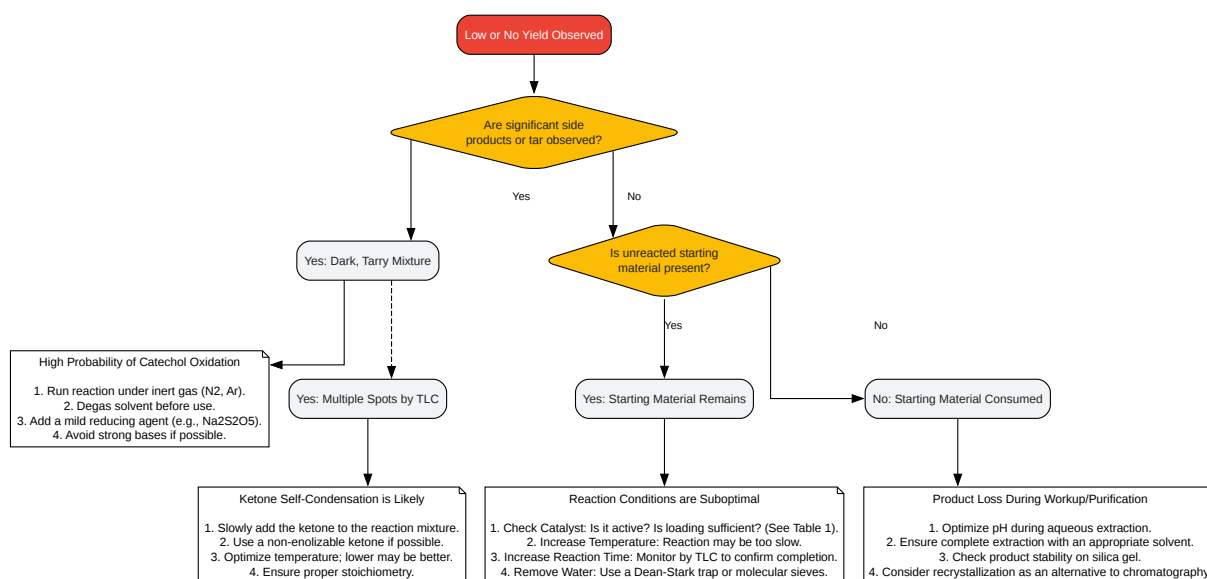 Low or No Yield Observed
Are significant side
products or tar observed?
Yes
No
Is unreacted starting
material present?
Yes: Dark, Tarry Mixture
Yes
No
High Probability of Catechol Oxidation
1. Run reaction under inert gas (N2, Ar).
2. Degas solvent before use.
3. Add a mild reducing agent (e.g., Na2S2O5).
4. Avoid strong bases if possible.
Yes: Multiple Spots by TLC
Yes: Starting Material Remains
No: Starting Material Consumed
Ketone Self-Condensation is Likely
1. Slowly add the ketone to the reaction mixture.
2. Use a non-enolizable ketone if possible.
3. Optimize temperature; lower may be better.
4. Ensure proper stoichiometry.
Reaction Conditions are Suboptimal
1. Check Catalyst: Is it active? Is loading sufficient? (See Table 1).
2. Increase Temperature: Reaction may be too slow.
3. Increase Reaction Time: Monitor by TLC to confirm completion.
4. Remove Water: Use a Dean-Stark trap or molecular sieves.
Product Loss During Workup/Purification
1. Optimize pH during aqueous extraction.
2. Ensure complete extraction with an appropriate solvent.
3. Check product stability on silica gel.
4. Consider recrystallization as an alternative to chromatography